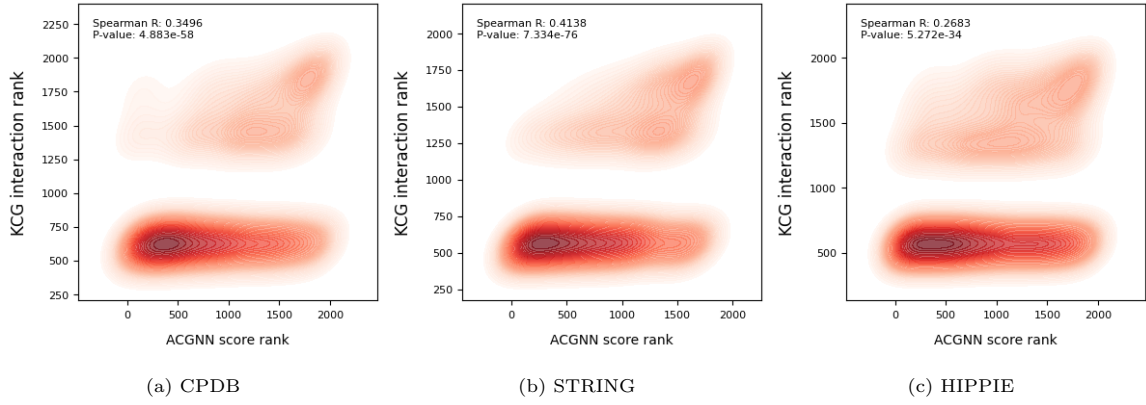 Spearman R: 0.3496
P-value: 4.883e-58
KCG interaction rank
2250
2000
1750
1500
1250
1000
750
500
250
0
500
1000
1500
2000
ACGNN score rank
(a) CPDB
Spearman R: 0.4138
P-value: 7.334e-76
KCG interaction rank
2000
1750
1500
1250
1000
750
500
250
0
500
1000
1500
2000
ACGNN score rank
(b) STRING
Spearman R: 0.2683
P-value: 5.272e-34
KCG interaction rank
2000
1500
1000
500
0
500
1000
1500
2000
ACGNN score rank
(c) HIPPIE